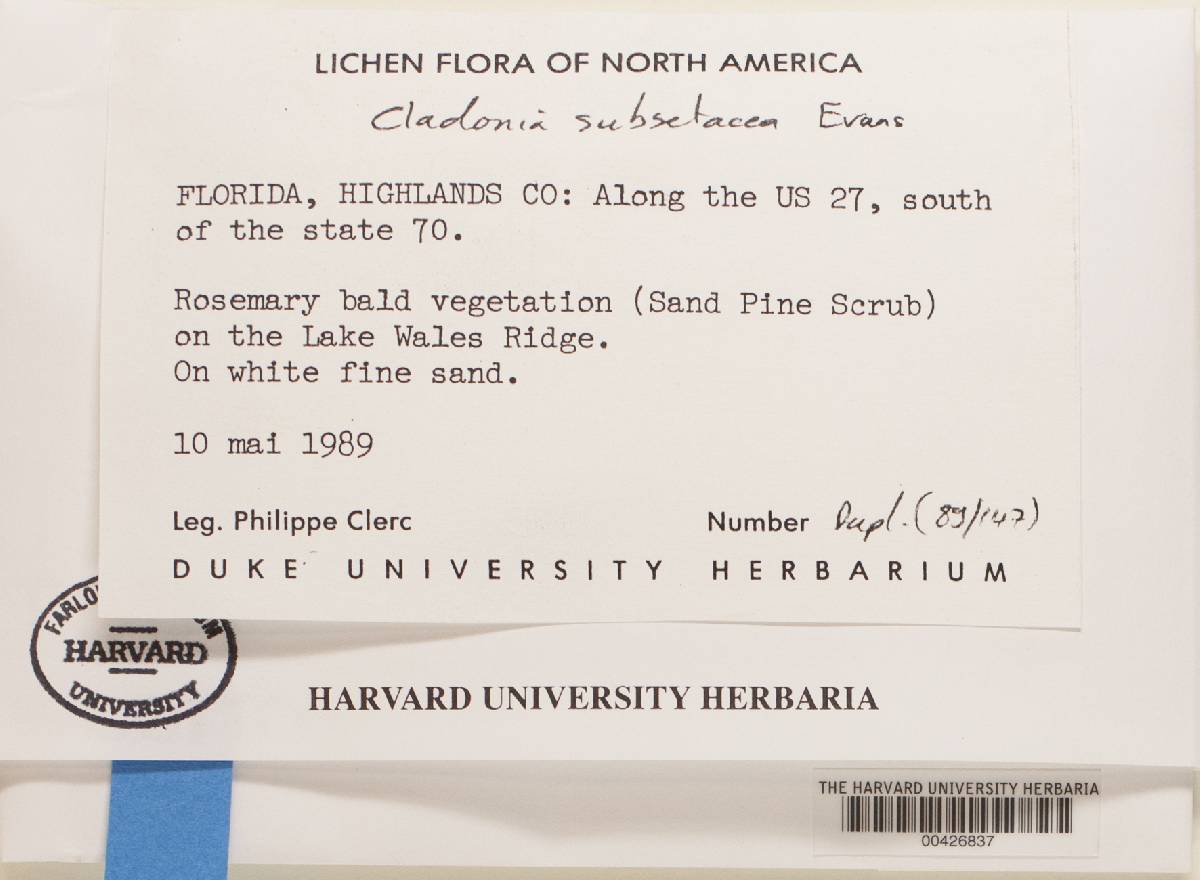 LICHEN FLORA OF NORTH AMERICA
Cladonia subsetacea Evans
FLORIDA, HIGHLANDS CO: Along the US 27, south
of the state 70.
Rosemary bald vegetation (Sand Pine Scrub)
on the Lake Wales Ridge.
On white fine sand.
10 mai 1989
Leg. Philippe Clerc Number Dupl. (89/147)
DUKE UNIVERSITY HERBARIUM
HARVARD
UNIVERSITY
HARVARD UNIVERSITY HERBARIA
THE HARVARD UNIVERSITY HERBARIA
00426837